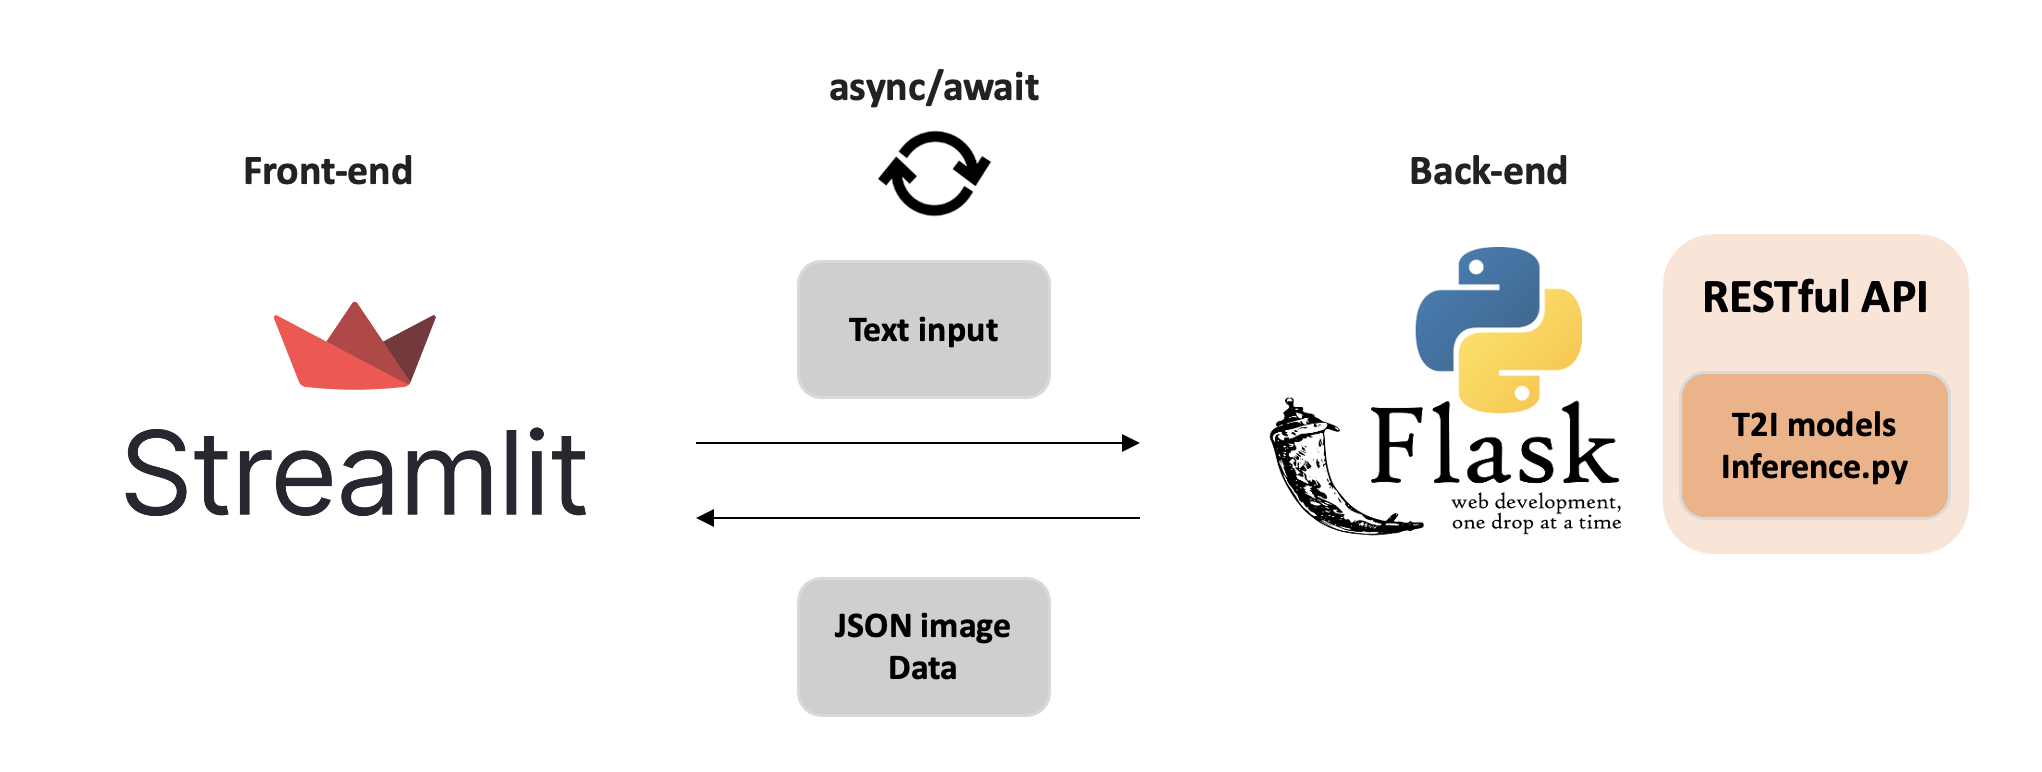 async/await
Front-end
Back-end
Text input
RESTful API
T2I models
Inference.py
Streamlit
Flask
web development,
one drop at a time
JSON image
Data